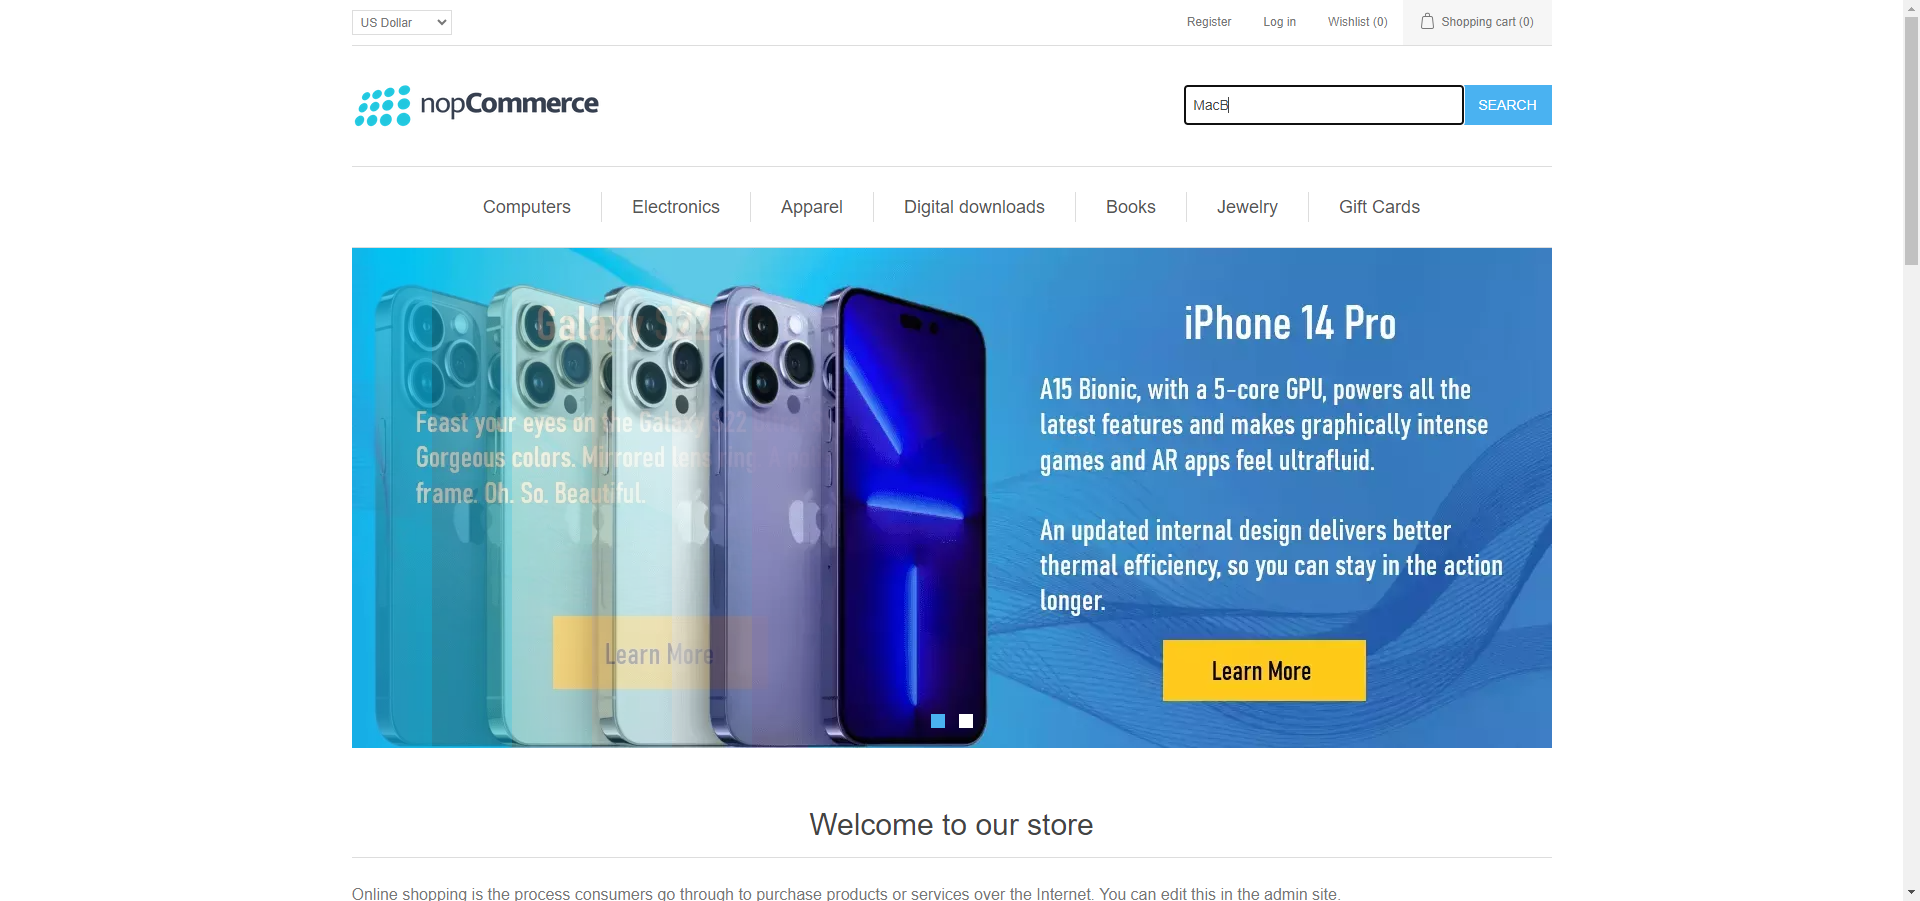 US Dollar
Register
Log in
Wishlist (0)
Shopping cart (0)
nopCommerce
MacB
SEARCH
Computers
Electronics
Apparel
Digital downloads
Books
Jewelry
Gift Cards
Galaxy S22
Feast your eyes on the Galaxy S22
Gorgeous colors. Mirrored lens ring.
frame. Oh. So. Beautiful.
Learn More
iPhone 14 Pro
A15 Bionic, with a 5-core GPU, powers all the
latest features and makes graphically intense
games and AR apps feel ultrafluid.
An updated internal design delivers better
thermal efficiency, so you can stay in the action
longer.
Learn More
Welcome to our store
Online shopping is the process consumers go through to purchase products or services over the Internet. You can edit this in the admin site.